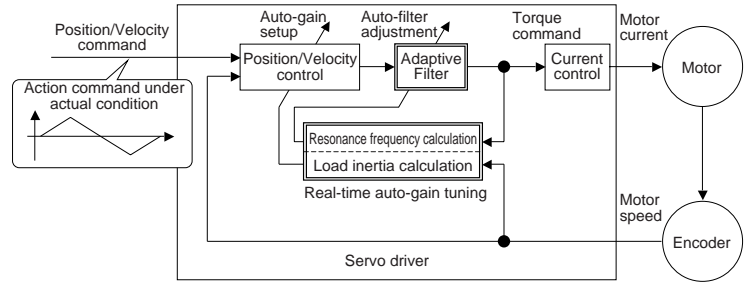 Position/Velocity
command
Action command under
actual condition
Auto-gain
setup
Auto-filter
adjustment
Torque
command
Motor
current
Position/Velocity
control
Adaptive
Filter
Current
control
Motor
Resonance frequency calculation
Load inertia calculation
Real-time auto-gain tuning
Motor
speed
Encoder
Servo driver